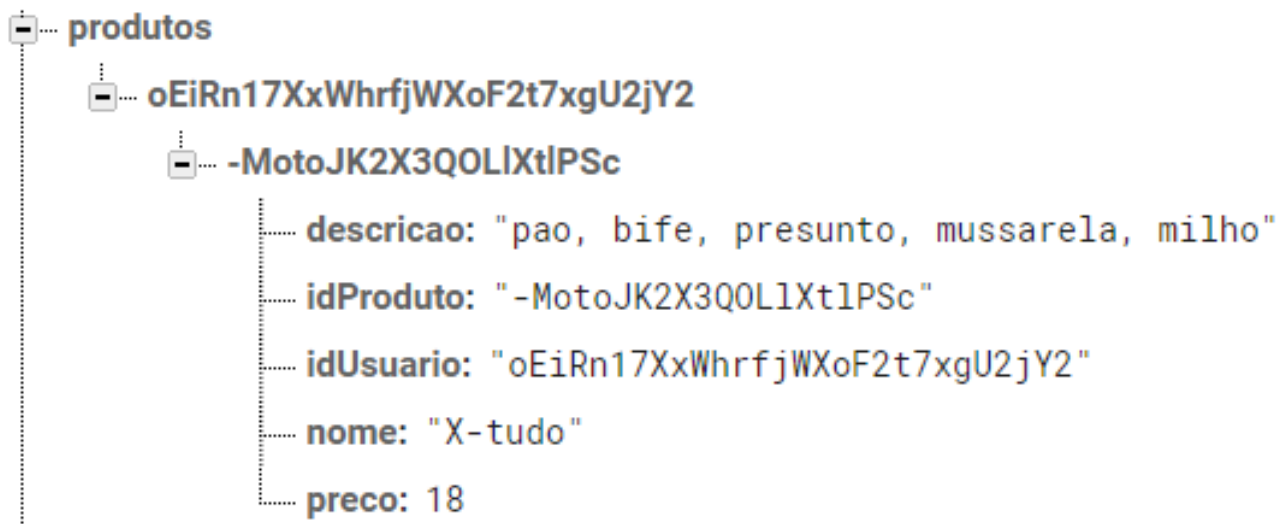 produtos
oEiRn17XxWhrfjWXoF2t7xgU2jY2
-MotoJK2X3QOLlXtlPSc
descricao: "pao, bife, presunto, mussarela, milho"
idProduto: "-MotoJK2X3QOLlXtlPSc"
idUsuario: "oEiRn17XxWhrfjWXoF2t7xgU2jY2"
nome: "X-tudo"
preco: 18